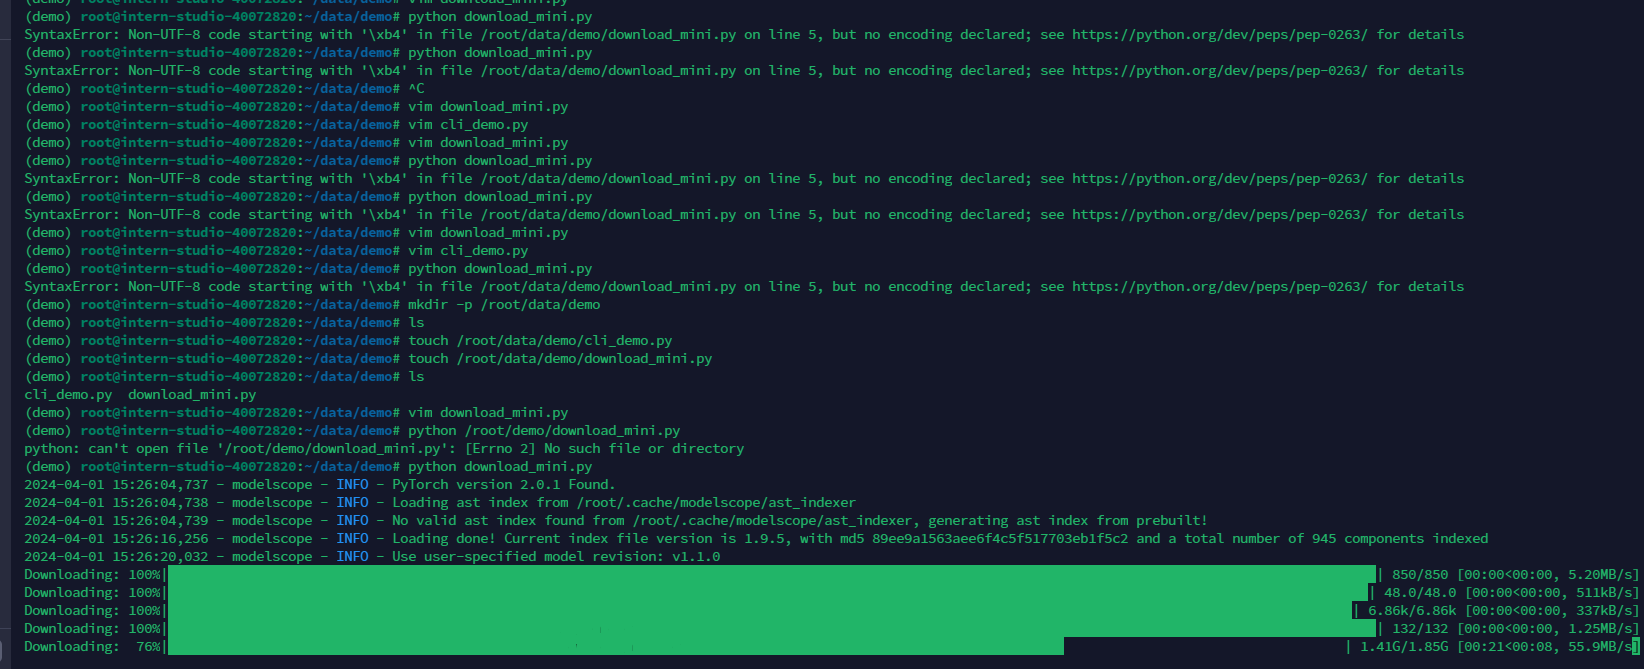 (demo) root@intern-studio-40072820:~/data/demo# vim download_mini.py
(demo) root@intern-studio-40072820:~/data/demo# python download_mini.py
SyntaxError: Non-UTF-8 code starting with '\xb4' in file /root/data/demo/download_mini.py on line 5, but no encoding declared; see https://python.org/dev/peps/pep-0263/ for details
(demo) root@intern-studio-40072820:~/data/demo# python download_mini.py
SyntaxError: Non-UTF-8 code starting with '\xb4' in file /root/data/demo/download_mini.py on line 5, but no encoding declared; see https://python.org/dev/peps/pep-0263/ for details
(demo) root@intern-studio-40072820:~/data/demo# ^C
(demo) root@intern-studio-40072820:~/data/demo# vim download_mini.py
(demo) root@intern-studio-40072820:~/data/demo# vim cli_demo.py
(demo) root@intern-studio-40072820:~/data/demo# vim download_mini.py
(demo) root@intern-studio-40072820:~/data/demo# python download_mini.py
SyntaxError: Non-UTF-8 code starting with '\xb4' in file /root/data/demo/download_mini.py on line 5, but no encoding declared; see https://python.org/dev/peps/pep-0263/ for details
(demo) root@intern-studio-40072820:~/data/demo# python download_mini.py
SyntaxError: Non-UTF-8 code starting with '\xb4' in file /root/data/demo/download_mini.py on line 5, but no encoding declared; see https://python.org/dev/peps/pep-0263/ for details
(demo) root@intern-studio-40072820:~/data/demo# vim download_mini.py
(demo) root@intern-studio-40072820:~/data/demo# vim cli_demo.py
(demo) root@intern-studio-40072820:~/data/demo# python download_mini.py
SyntaxError: Non-UTF-8 code starting with '\xb4' in file /root/data/demo/download_mini.py on line 5, but no encoding declared; see https://python.org/dev/peps/pep-0263/ for details
(demo) root@intern-studio-40072820:~/data/demo# mkdir -p /root/data/demo
(demo) root@intern-studio-40072820:~/data/demo# ls
(demo) root@intern-studio-40072820:~/data/demo# touch /root/data/demo/cli_demo.py
(demo) root@intern-studio-40072820:~/data/demo# touch /root/data/demo/download_mini.py
(demo) root@intern-studio-40072820:~/data/demo# ls
cli_demo.py  download_mini.py
(demo) root@intern-studio-40072820:~/data/demo# vim download_mini.py
(demo) root@intern-studio-40072820:~/data/demo# python /root/demo/download_mini.py
python: can't open file '/root/demo/download_mini.py': [Errno 2] No such file or directory
(demo) root@intern-studio-40072820:~/data/demo# python download_mini.py
2024-04-01 15:26:04,737 - modelscope - INFO - PyTorch version 2.0.1 Found.
2024-04-01 15:26:04,738 - modelscope - INFO - Loading ast index from /root/.cache/modelscope/ast_indexer
2024-04-01 15:26:04,739 - modelscope - INFO - No valid ast index found from /root/.cache/modelscope/ast_indexer, generating ast index from prebuilt!
2024-04-01 15:26:16,256 - modelscope - INFO - Loading done! Current index file version is 1.9.5, with md5 89ee9a1563aee6f4c5f517703eb1f5c2 and a total number of 945 components indexed
2024-04-01 15:26:20,032 - modelscope - INFO - Use user-specified model revision: v1.1.0
Downloading: 100%| | 850/850 [00:00<00:00, 5.20MB/s]
Downloading: 100%| | 48.0/48.0 [00:00<00:00, 511kB/s]
Downloading: 100%| | 6.86k/6.86k [00:00<00:00, 337kB/s]
Downloading: 100%| | 132/132 [00:00<00:00, 1.25MB/s]
Downloading:  76%| | 1.41G/1.85G [00:21<00:08, 55.9MB/s]